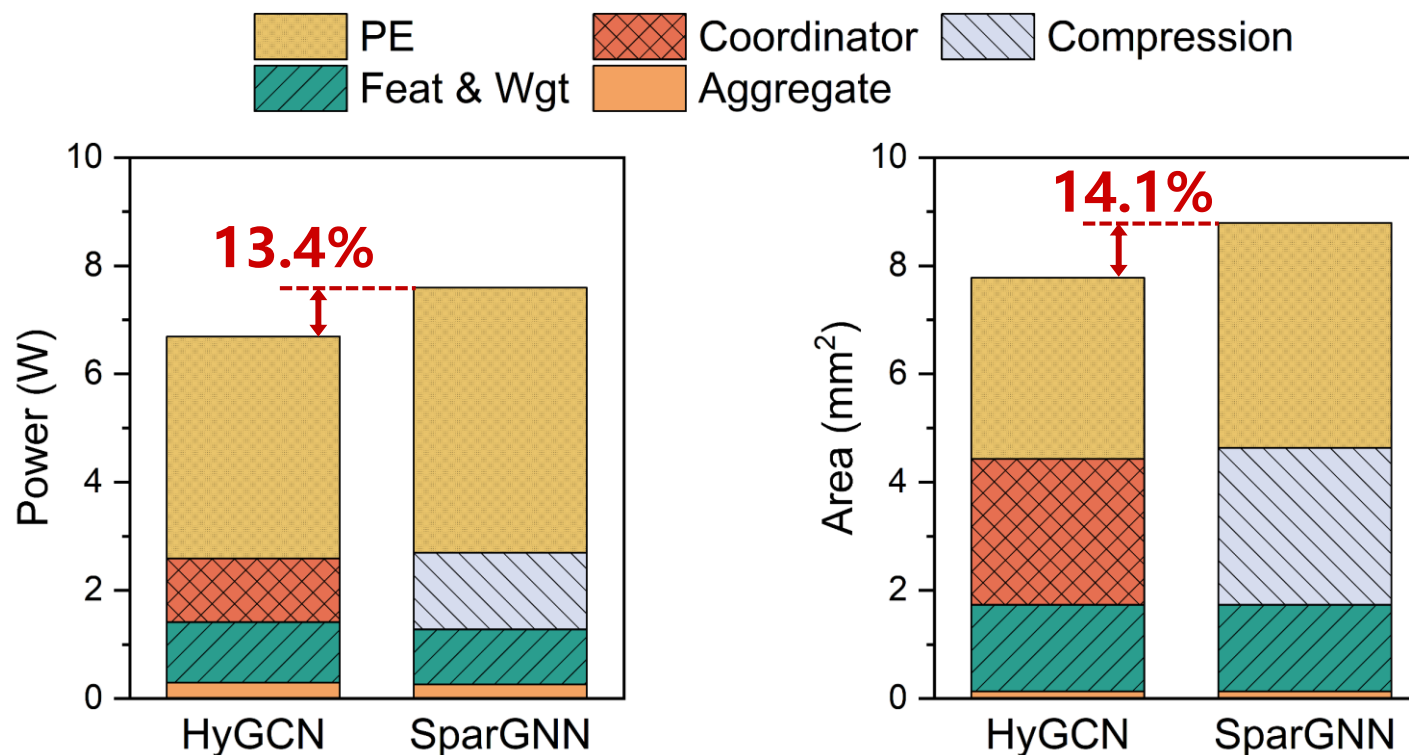 PE
Coordinator
Compression
Feat & Wgt
Aggregate
10
8
6
4
2
0
Power (W)
13.4%
HyGCN
SparGNN
10
8
6
4
2
0
Area (mm²)
14.1%
HyGCN
SparGNN